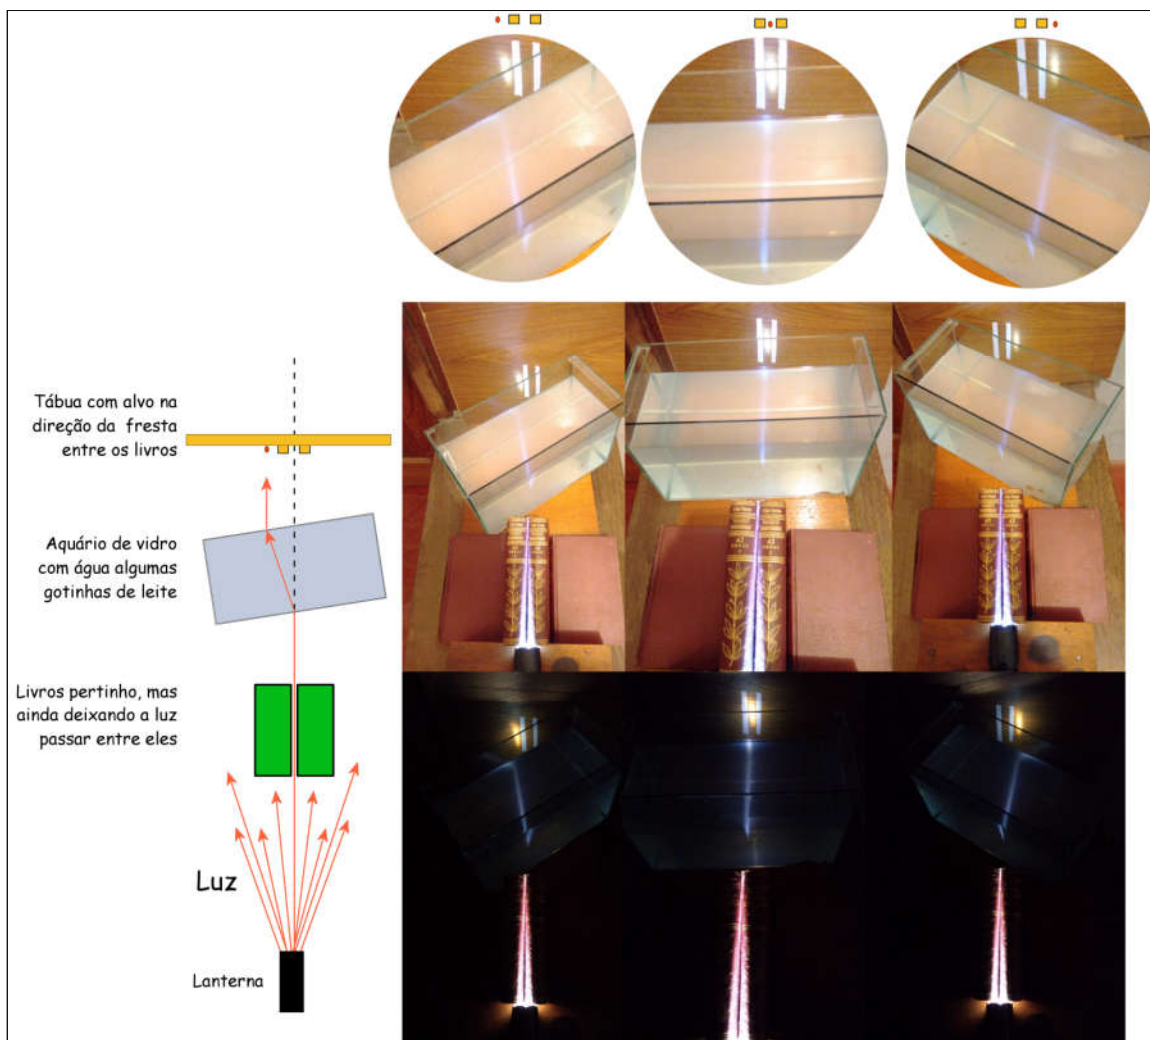 Tábua com alvo na
direção da fresta
entre os livros
Aquário de vidro
com água algumas
gotinhas de leite
Livros pertinho, mas
ainda deixando a luz
passar entre eles
Luz
Lanterna